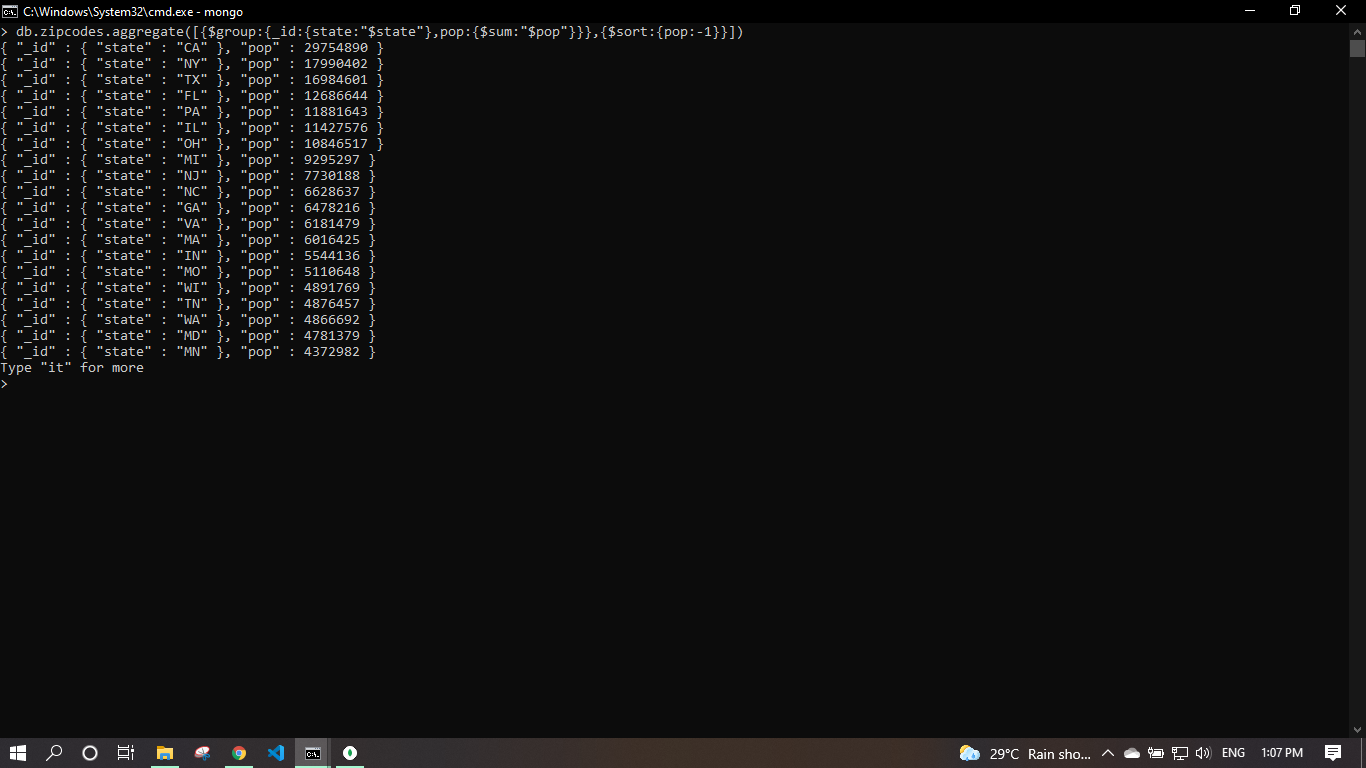 C:\Windows\System32\cmd.exe - mongo
> db.zipcodes.aggregate([{$group:{_id:{state:"$state"},pop:{$sum:"$pop"}}},{$sort:{pop:-1}}])
{ "_id" : { "state" : "CA" }, "pop" : 29754890 }
{ "_id" : { "state" : "NY" }, "pop" : 17990402 }
{ "_id" : { "state" : "TX" }, "pop" : 16984601 }
{ "_id" : { "state" : "FL" }, "pop" : 12686644 }
{ "_id" : { "state" : "PA" }, "pop" : 11881643 }
{ "_id" : { "state" : "IL" }, "pop" : 11427576 }
{ "_id" : { "state" : "OH" }, "pop" : 10846517 }
{ "_id" : { "state" : "MI" }, "pop" : 9295297 }
{ "_id" : { "state" : "NJ" }, "pop" : 7730188 }
{ "_id" : { "state" : "NC" }, "pop" : 6628637 }
{ "_id" : { "state" : "GA" }, "pop" : 6478216 }
{ "_id" : { "state" : "VA" }, "pop" : 6181479 }
{ "_id" : { "state" : "MA" }, "pop" : 6016425 }
{ "_id" : { "state" : "IN" }, "pop" : 5544136 }
{ "_id" : { "state" : "MO" }, "pop" : 5110648 }
{ "_id" : { "state" : "WI" }, "pop" : 4891769 }
{ "_id" : { "state" : "TN" }, "pop" : 4876457 }
{ "_id" : { "state" : "WA" }, "pop" : 4866692 }
{ "_id" : { "state" : "MD" }, "pop" : 4781379 }
{ "_id" : { "state" : "MN" }, "pop" : 4372982 }
Type "it" for more
>
29°C Rain sho... ENG 1:07 PM